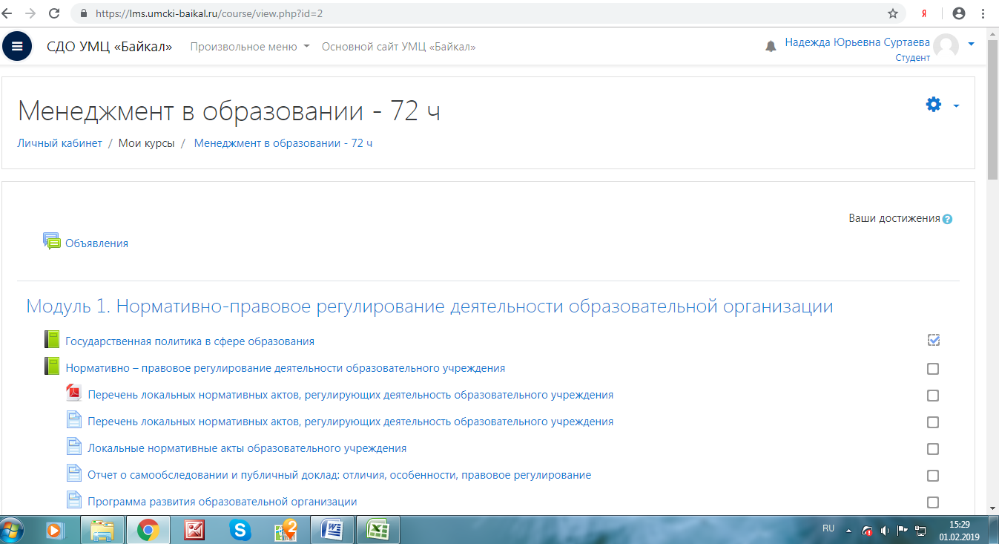 https://lms.umcki-baikal.ru/course/view.php?id=2
Я
СДО УМЦ «Байкал»
Произвольное меню
Основной сайт УМЦ «Байкал»
Надежда Юрьевна Суртаева
Студент
Менеджмент в образовании - 72 ч
Личный кабинет / Мои курсы / Менеджмент в образовании - 72 ч
Ваши достижения
Объявления
Модуль 1. Нормативно-правовое регулирование деятельности образовательной организации
Государственная политика в сфере образования
Нормативно – правовое регулирование деятельности образовательного учреждения
Перечень локальных нормативных актов, регулирующих деятельность образовательного учреждения
Перечень локальных нормативных актов, регулирующих деятельность образовательного учреждения
Локальные нормативные акты образовательного учреждения
Отчет о самообследовании и публичный доклад: отличия, особенности, правовое регулирование
Программа развития образовательной организации
RU
15:29
01.02.2019